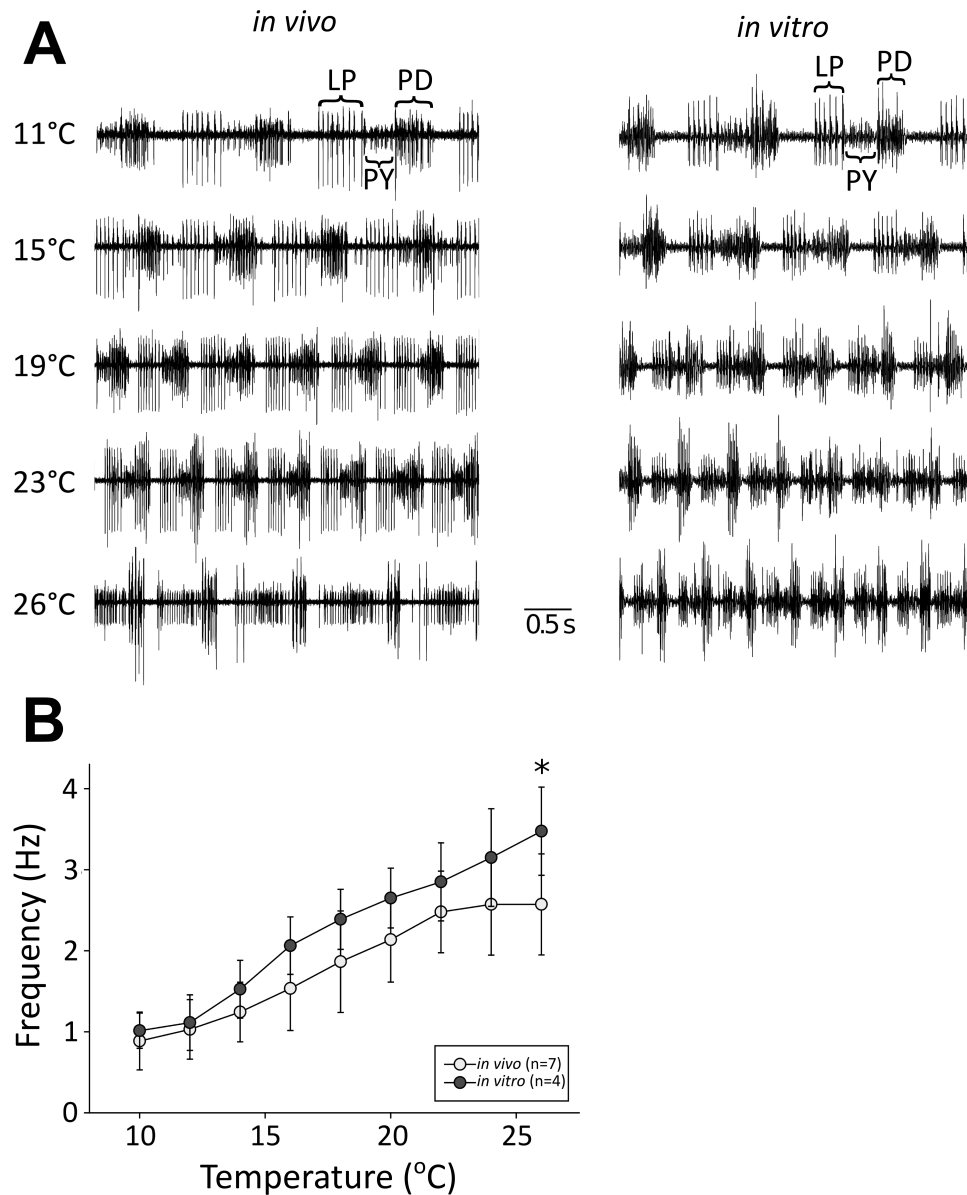 A
in vivo
in vitro
LP PD
LP PD
11°C
PY
PY
15°C
19°C
23°C
26°C
0.5 s
B
*
4
3
2
1
0
Frequency (Hz)
in vivo (n=7)
in vitro (n=4)
10 15 20 25
Temperature (°C)